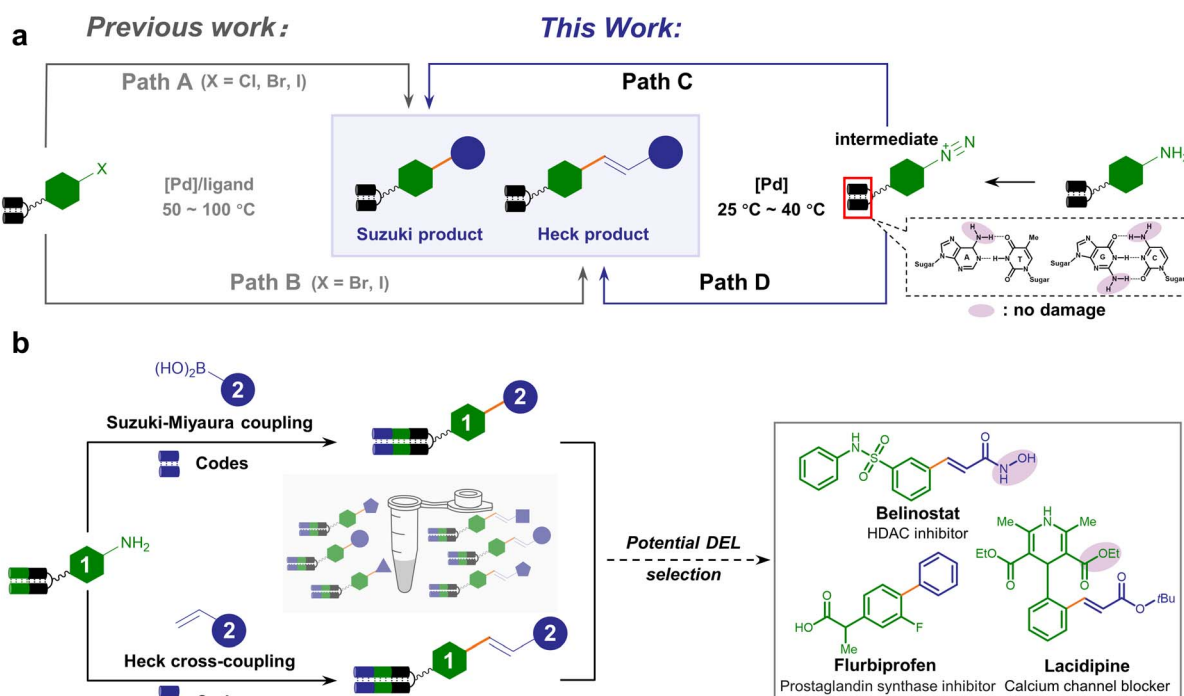 a
Previous work:
This Work:
Path A (X = Cl, Br, I)
Path C
intermediate
X
N+≡N
NH2
[Pd]/ligand
50 ~ 100 °C
[Pd]
25 °C ~ 40 °C
Suzuki product
Heck product
H
N-H
O
Me
N
A
N
H-N
T
N
O
Sugar
Sugar
O
H-N
H
N
G
N-H
N
C
N
N-H
O
H
Sugar
Sugar
Path B (X = Br, I)
Path D
: no damage
b
(HO)2B
2
Suzuki-Miyaura coupling
Codes
1
2
1
NH2
2
Heck cross-coupling
1
2
Potential DEL
selection
H
N
O
S
O
O
N
H
OH
Belinostat
HDAC inhibitor
H
N
Me
Me
EtO
OEt
O
O
O
O
tBu
O
HO
Me
F
Flurbiprofen
Prostaglandin synthase inhibitor
Lacidipine
Calcium channel blocker